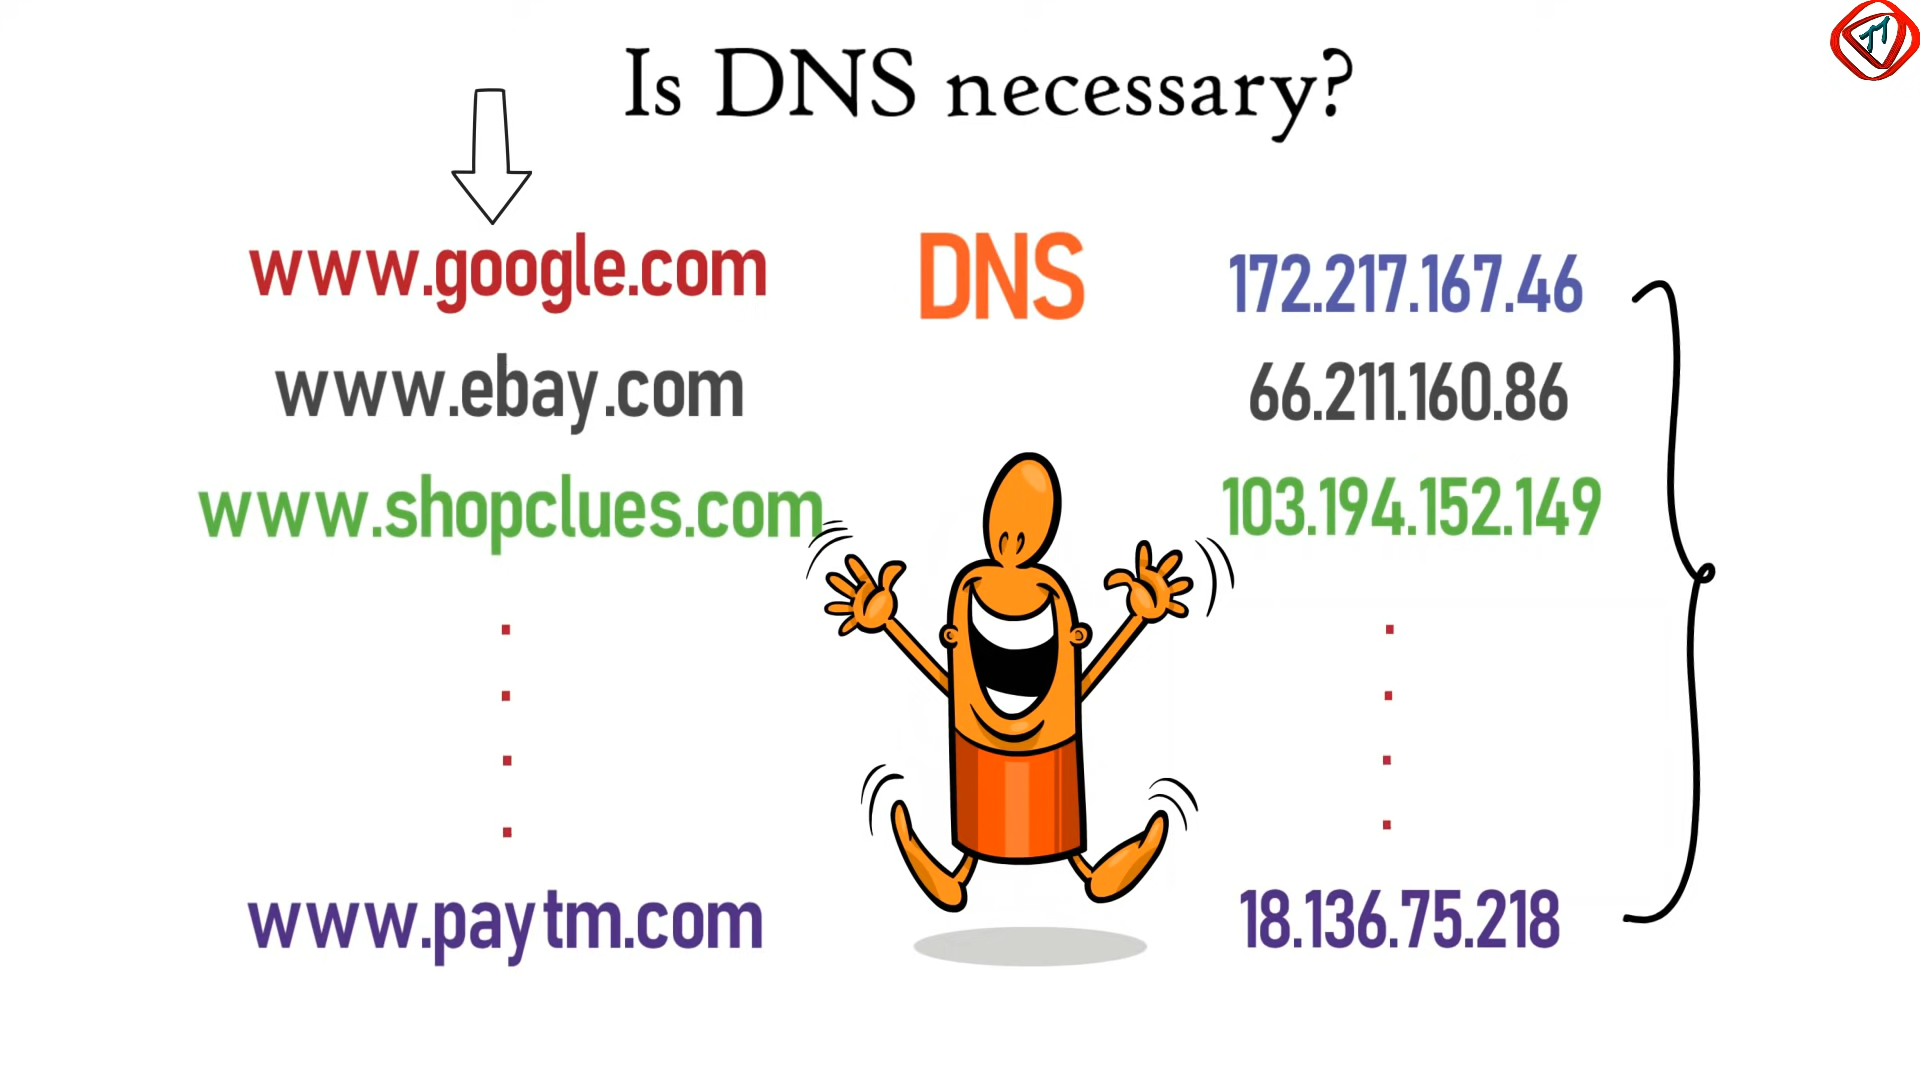 Is DNS necessary?
www.google.com
DNS
172.217.167.46
www.ebay.com
66.211.160.86
www.shopclues.com
103.194.152.149
www.paytm.com
18.136.75.218